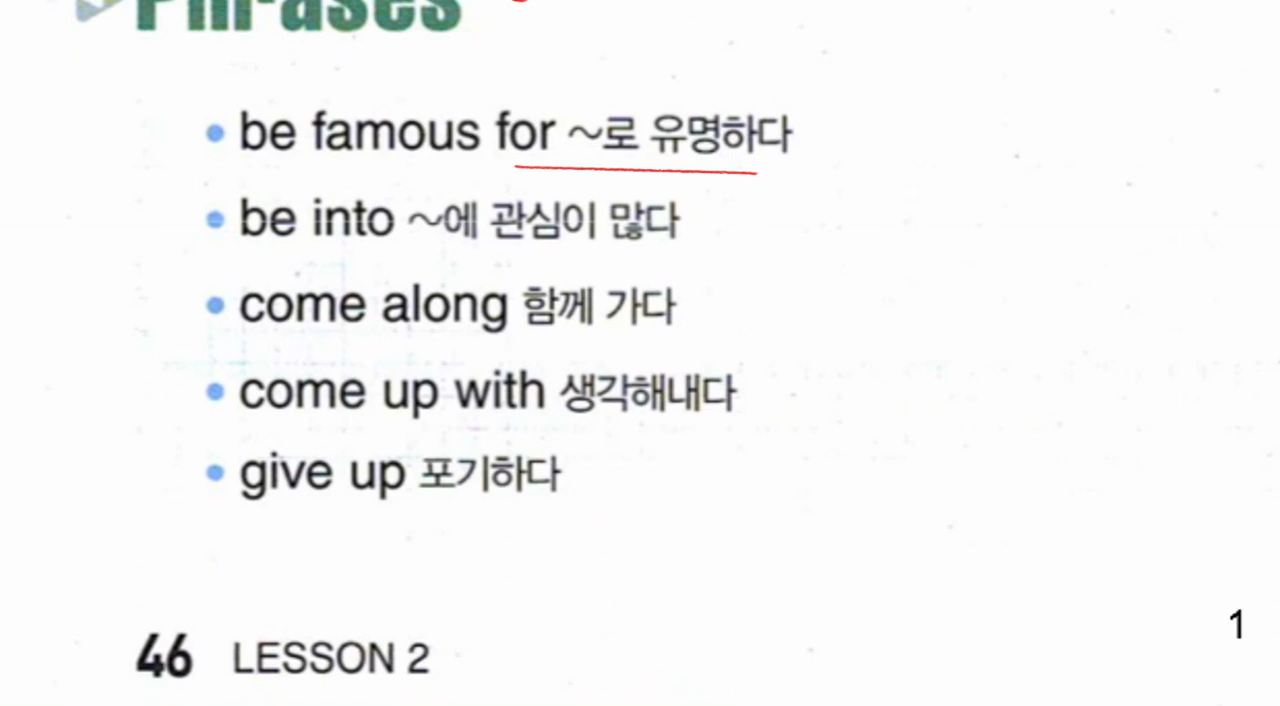 Phrases
• be famous for ~로 유명하다
• be into ~에 관심이 많다
• come along 함께 가다
• come up with 생각해내다
• give up 포기하다
1
46 LESSON 2